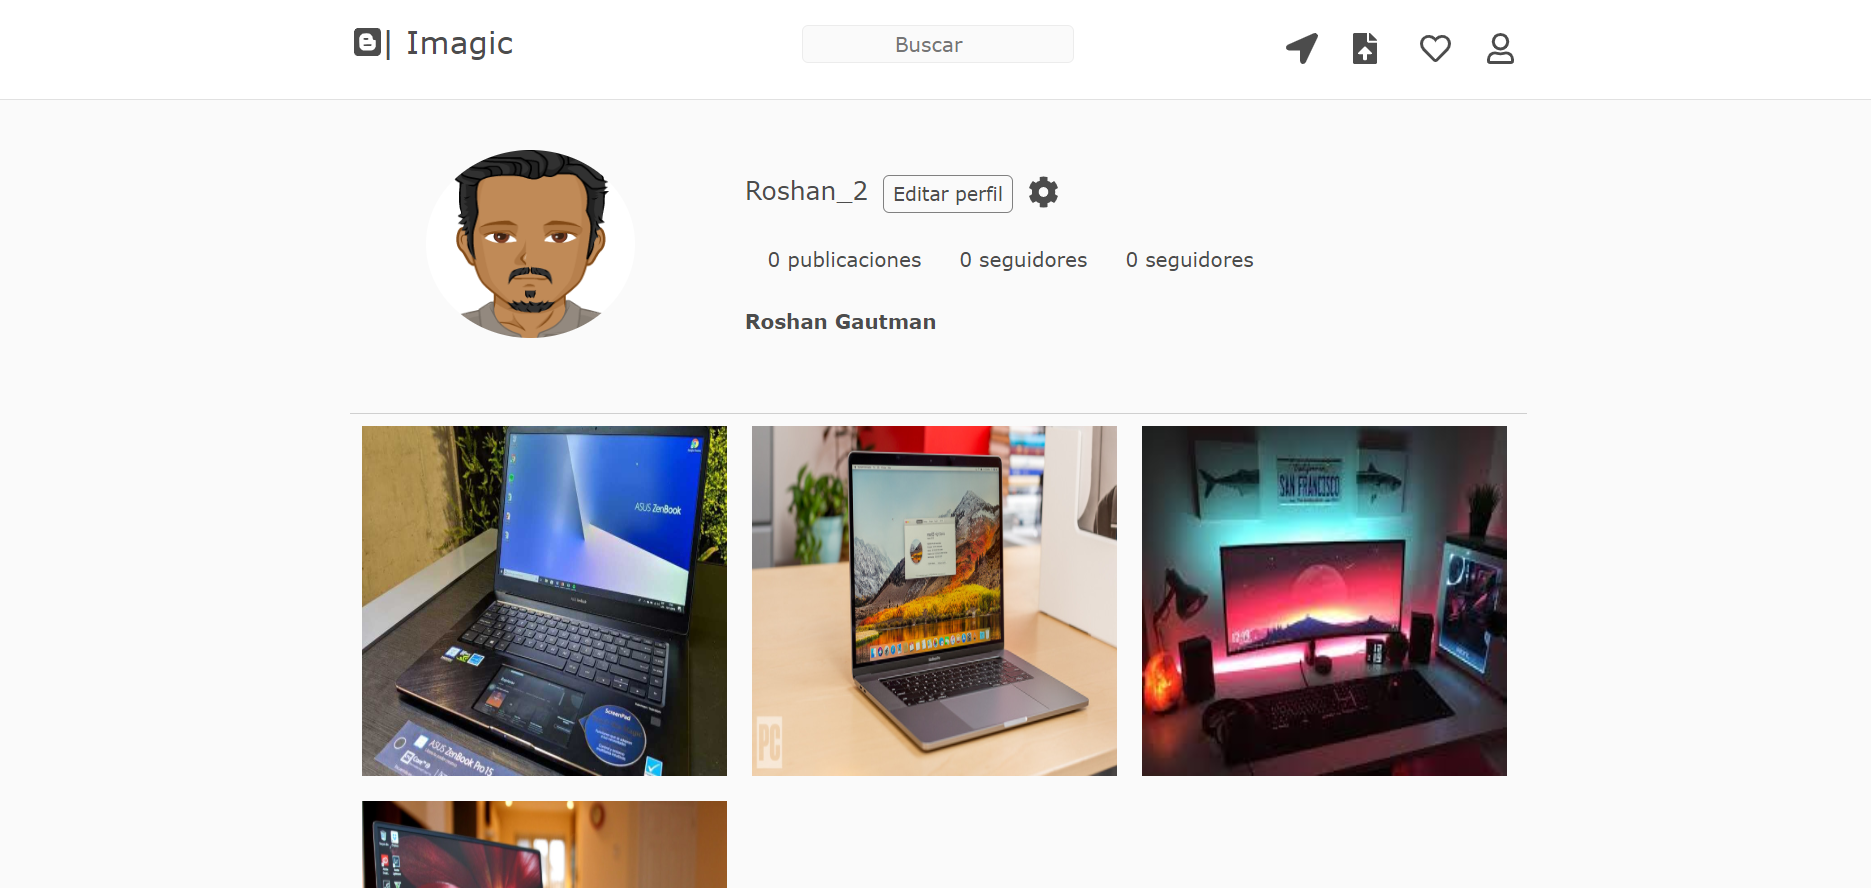 | Imagic
Buscar
Roshan_2
Editar perfil
0 publicaciones
0 seguidores
0 seguidores
Roshan Gautman
ASUS ZenBook
ScreenPad
ASUS ZenBook Pro 15
PC
SAN FRANCISCO